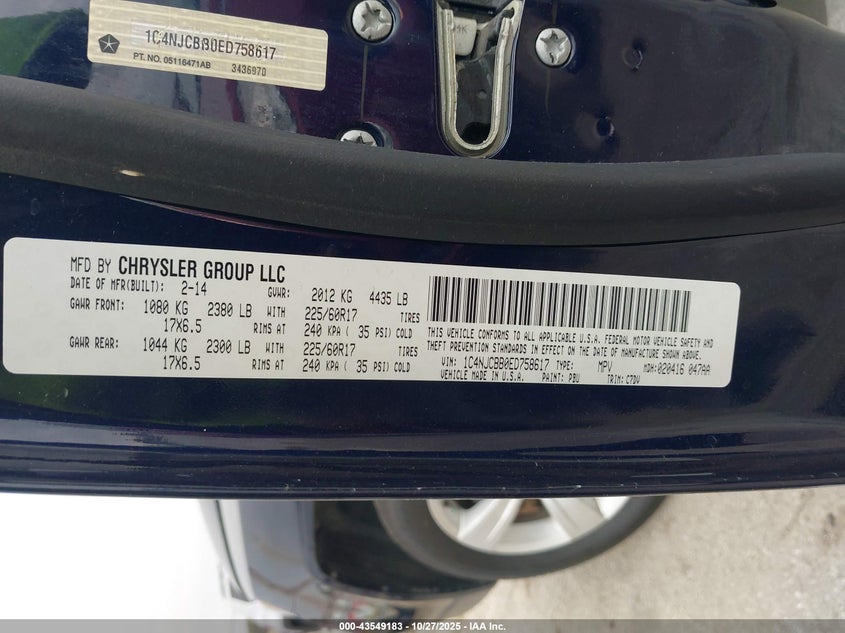 1C4NJCBB0ED758617
PT. NO. 05116471AB 3436970
MFD BY CHRYSLER GROUP LLC
DATE OF MFR(BUILT): 2-14 GVWR: 2012 KG 4435 LB
GAWR FRONT: 1080 KG 2380 LB WITH 225/60R17 TIRES
17X6.5 RIMS AT 240 KPA ( 35 PSI) COLD
GAWR REAR: 1044 KG 2300 LB WITH 225/60R17 TIRES
17X6.5 RIMS AT 240 KPA ( 35 PSI) COLD
THIS VEHICLE CONFORMS TO ALL APPLICABLE U.S.A. FEDERAL MOTOR VEHICLE SAFETY AND
THEFT PREVENTION STANDARDS IN EFFECT ON THE DATE OF MANUFACTURE SHOWN ABOVE.
VIN: 1C4NJCBB0ED758617 TYPE: MPV MDH:020416 047AA
VEHICLE MADE IN U.S.A. PAINT: PBU TRIM: C7DV
000-43549183 - 10/27/2025 - IAA Inc.